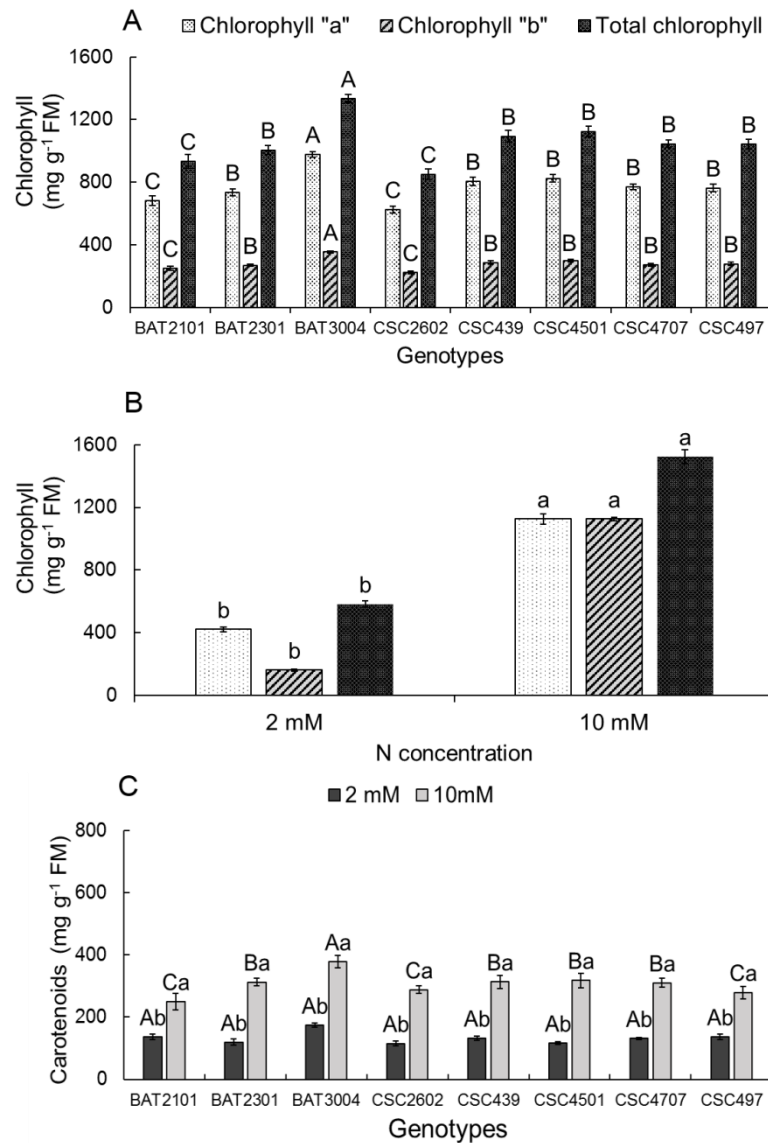 A
Chlorophyll "a" Chlorophyll "b" Total chlorophyll
Chlorophyll
(mg g⁻¹ FM)
1600
1200
800
400
0
C C C
B B B
A A A
C C C
B B B
B B B
B B B
B B B
BAT2101 BAT2301 BAT3004 CSC2602 CSC439 CSC4501 CSC4707 CSC497
Genotypes
B
Chlorophyll
(mg g⁻¹ FM)
1600
1200
800
400
0
b b b
a a a
2 mM 10 mM
N concentration
C
2 mM 10mM
Carotenoids (mg g⁻¹ FM)
800
600
400
200
0
Ab Ca
Ab Ba
Ab Aa
Ab Ca
Ab Ba
Ab Ba
Ab Ba
Ab Ca
BAT2101 BAT2301 BAT3004 CSC2602 CSC439 CSC4501 CSC4707 CSC497
Genotypes